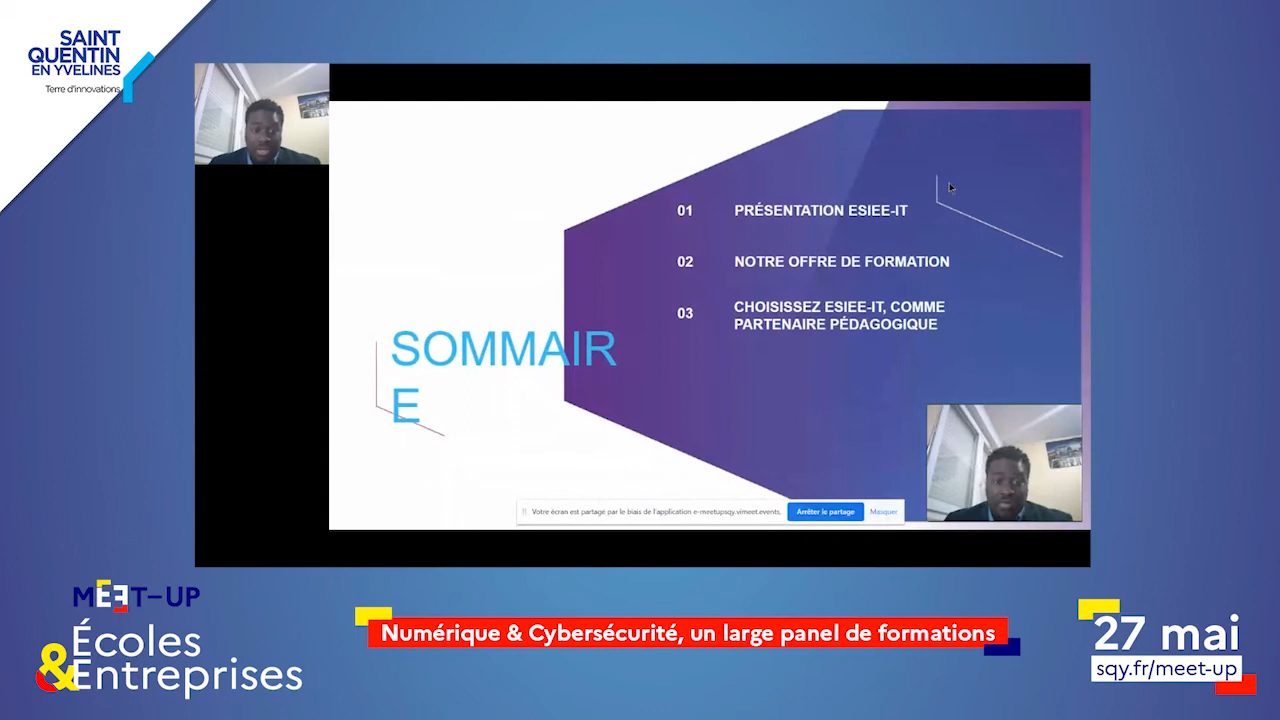 SAINT
QUENTIN
EN YVELINES
Terre d'innovations
01 PRÉSENTATION ESIEE-IT
02 NOTRE OFFRE DE FORMATION
03 CHOISISSEZ ESIEE-IT, COMME
PARTENAIRE PÉDAGOGIQUE
SOMMAIR
E
Votre écran est partagé par le biais de l'application e-meetupsqy.vimeet.events.
Arrêter le partage
Masquer
MEET-UP
Écoles
&Entreprises
Numérique & Cybersécurité, un large panel de formations
27 mai
sqy.fr/meet-up